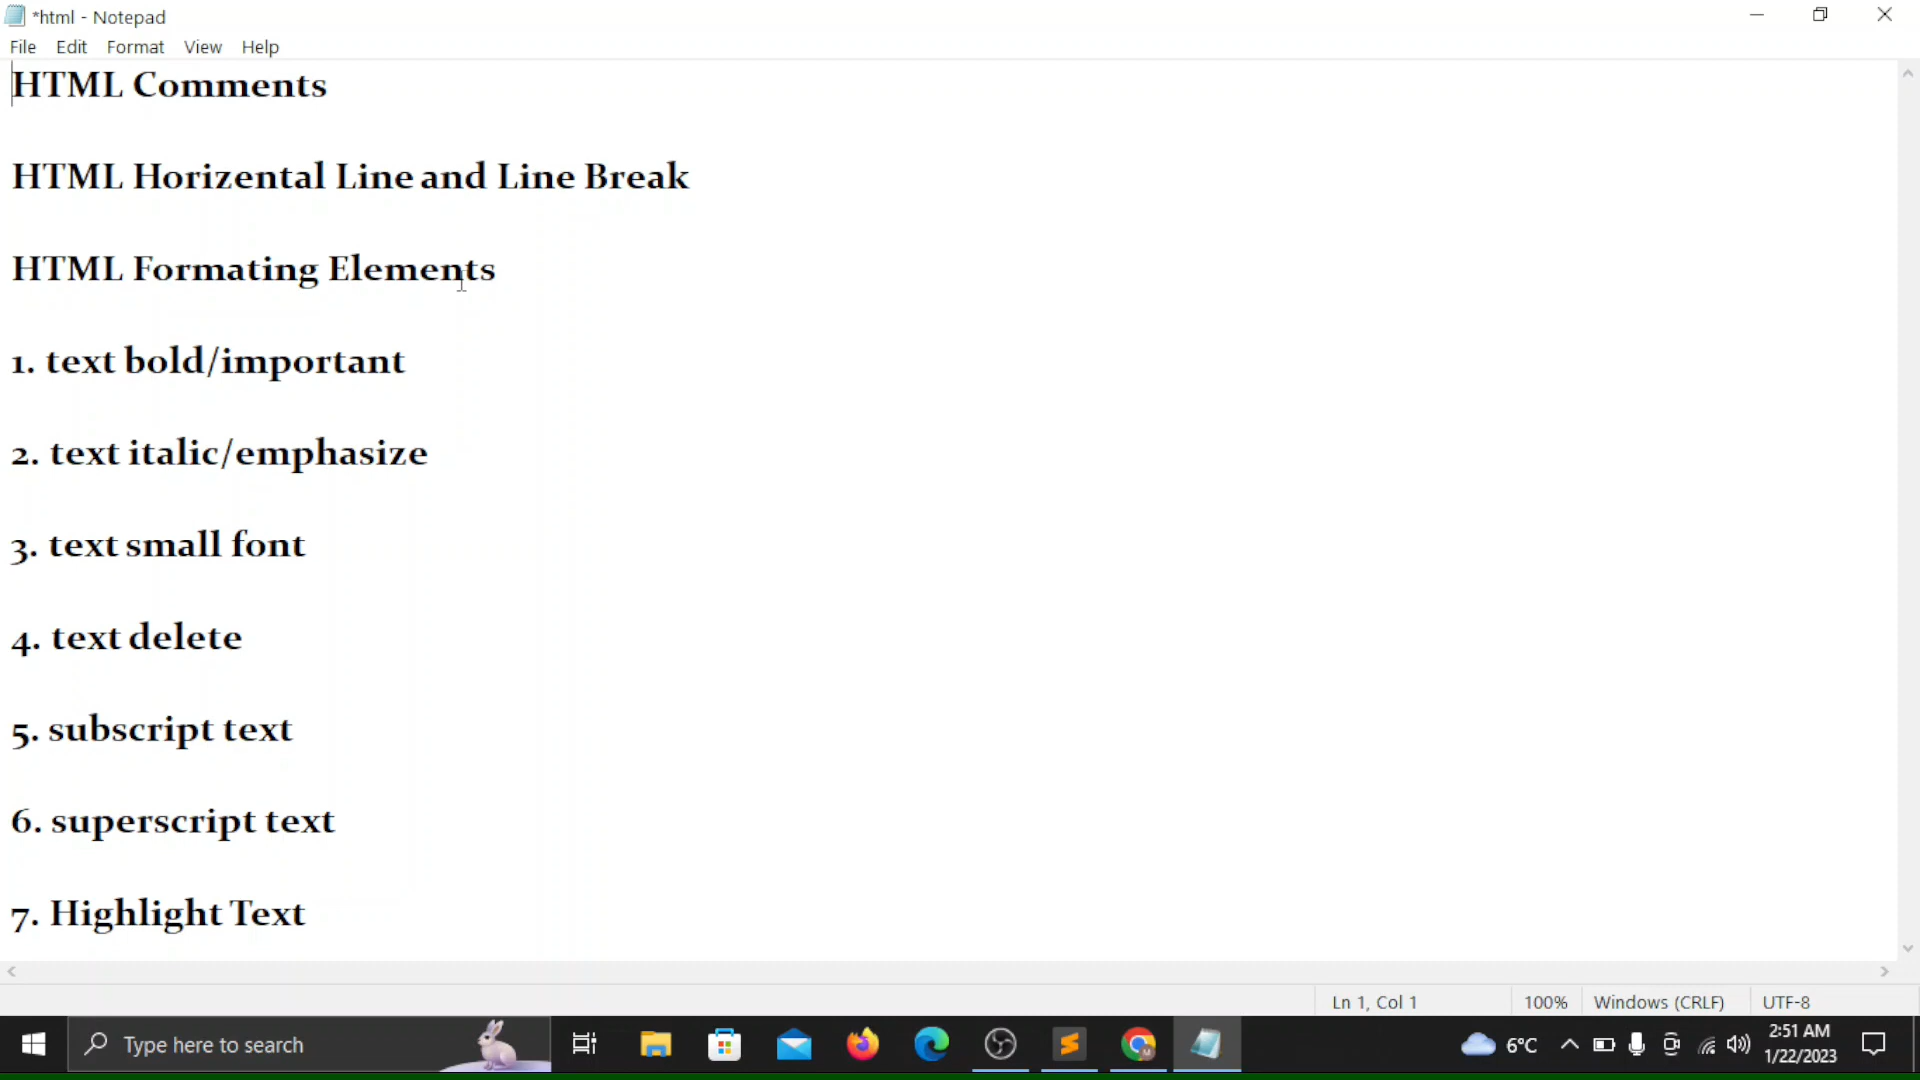 *html - Notepad
File Edit Format View Help
HTML Comments
HTML Horizental Line and Line Break
HTML Formating Elements
1. text bold/important
2. text italic/emphasize
3. text small font
4. text delete
5. subscript text
6. superscript text
7. Highlight Text
Ln 1, Col 1 100% Windows (CRLF) UTF-8
Type here to search 6°C 2:51 AM
1/22/2023